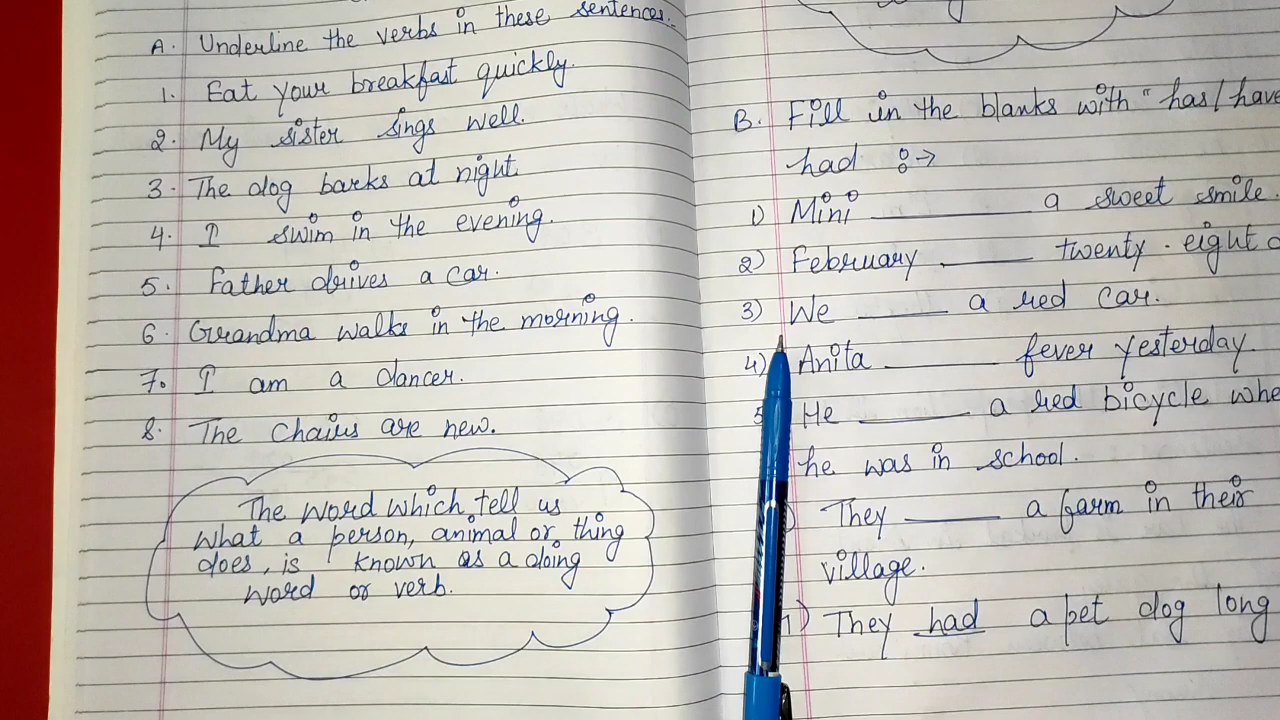 A. Underline the verbs in these sentences.
1. Eat your breakfast quickly.
2. My sister sings well.
3. The dog barks at night.
4. I swim in the evening.
5. Father drives a car.
6. Grandma walks in the morning.
7. I am a dancer.
8. The chairs are new.
The word which tell us
what a person, animal or thing
does, is known as a doing
word or verb.
B. Fill in the blanks with "has/have
had :->
1) Mini ______ a sweet smile.
2) February ______ twenty-eight
3) We ______ a red car.
4) Anita ______ fever yesterday.
5 He ______ a red bicycle whe
he was in school.
) They ______ a farm in their
village.
) They had a pet dog long